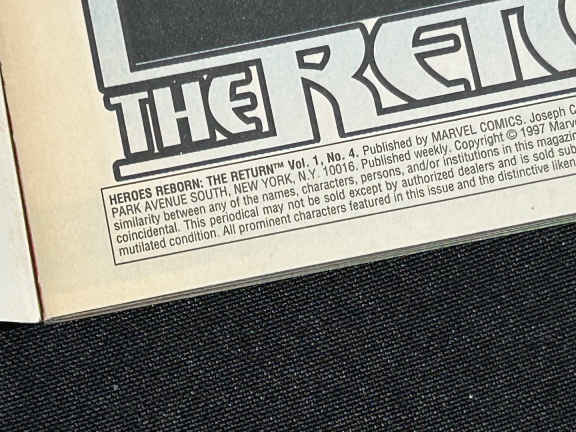 THE RETU
HEROES REBORN: THE RETURN™ Vol. 1, No. 4. Published by MARVEL COMICS. Joseph C
PARK AVENUE SOUTH, NEW YORK, N.Y. 10016. Published weekly. Copyright © 1997 Marv
similarity between any of the names, characters, persons, and/or institutions in this magazin
coincidental. This periodical may not be sold except by authorized dealers and is sold sub
mutilated condition. All prominent characters featured in this issue and the distinctive liken